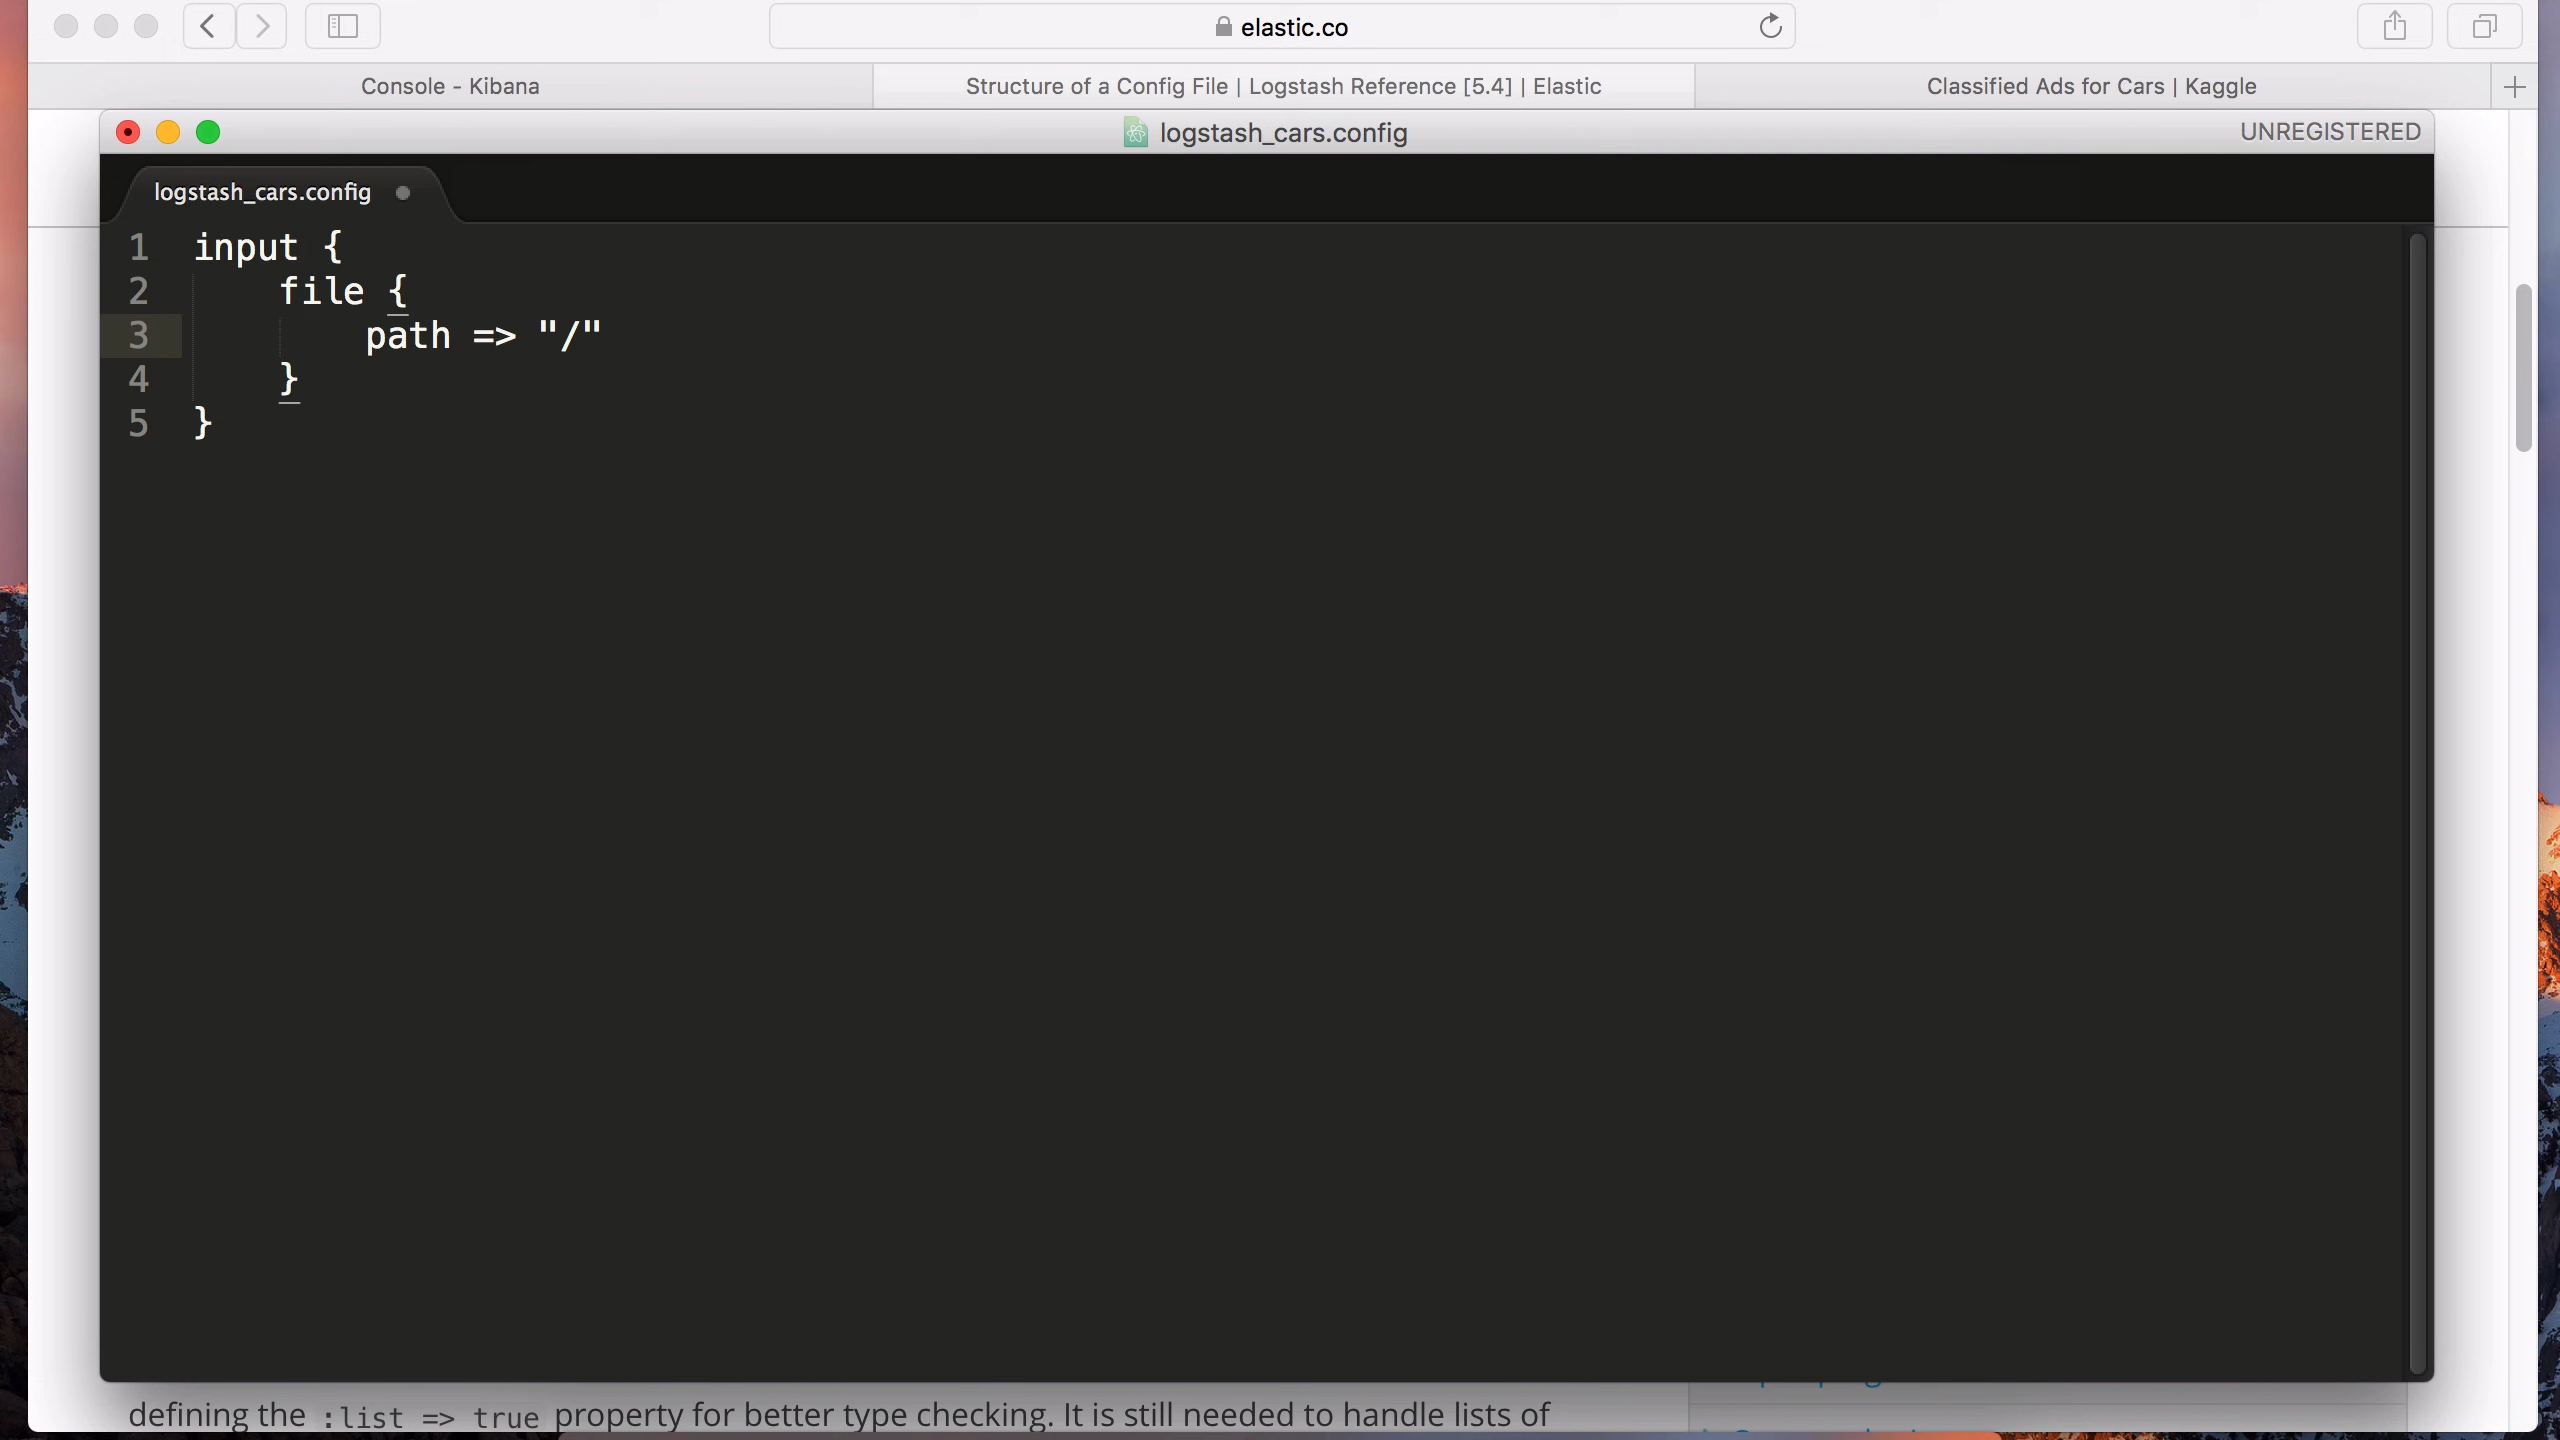 elastic.co
Console - Kibana
Structure of a Config File | Logstash Reference [5.4] | Elastic
Classified Ads for Cars | Kaggle
logstash_cars.config
UNREGISTERED
logstash_cars.config
1 input {
2     file {
3         path => "/"
4     }
5 }
defining the :list => true property for better type checking. It is still needed to handle lists of